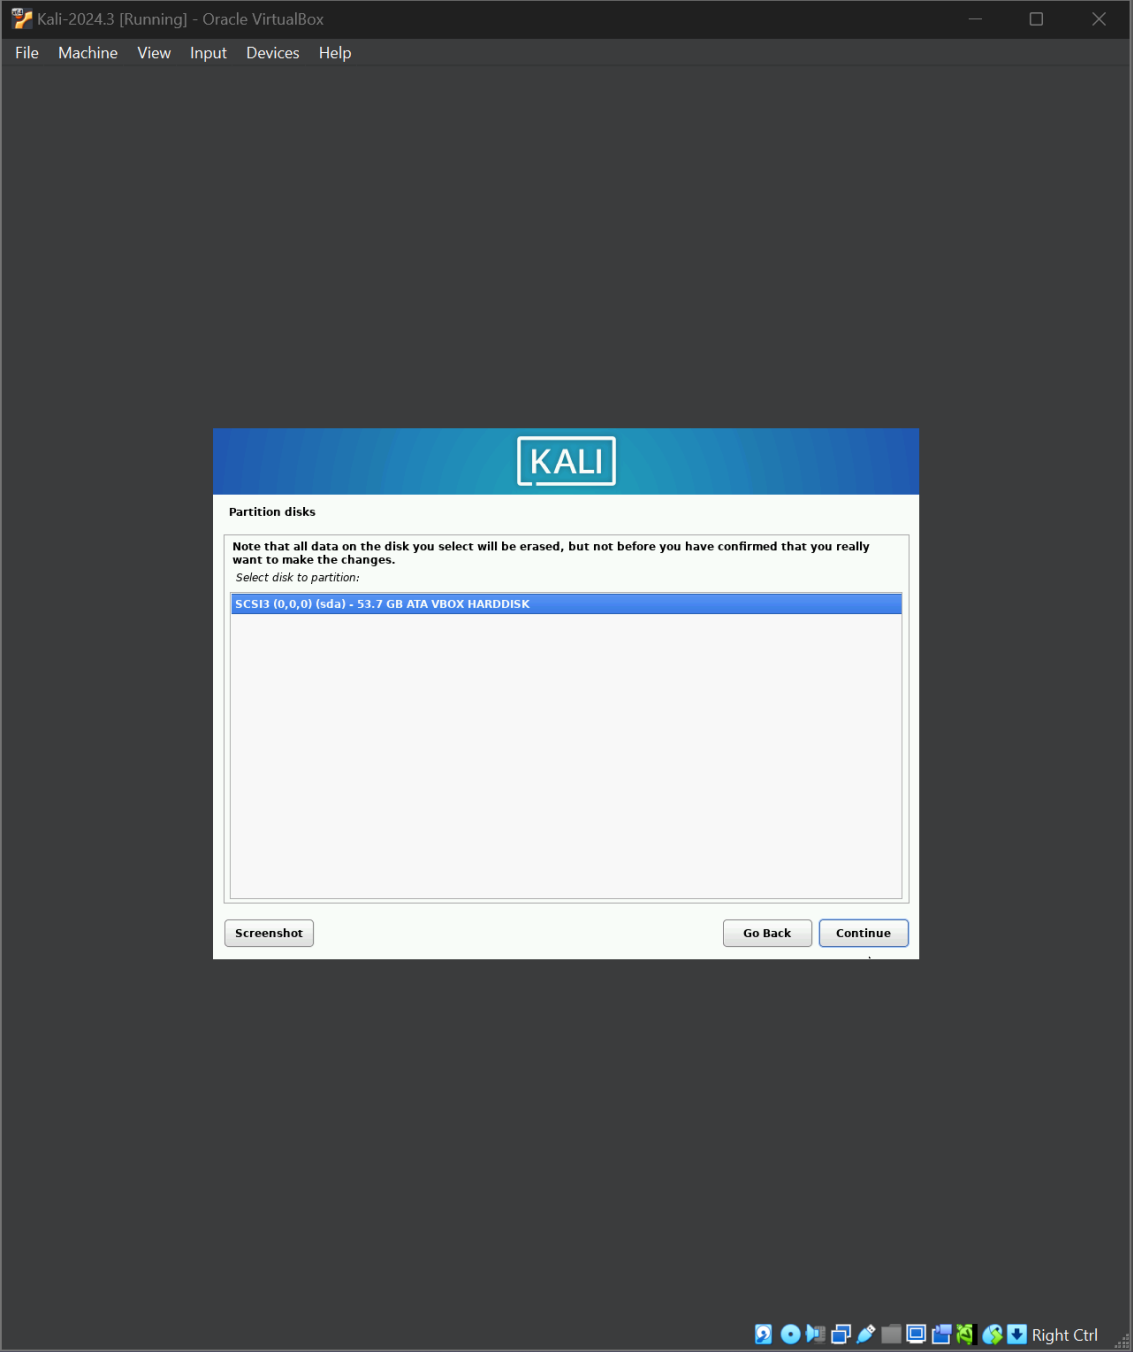 Kali-2024.3 [Running] - Oracle VirtualBox
File Machine View Input Devices Help
KALI
Partition disks
Note that all data on the disk you select will be erased, but not before you have confirmed that you really
want to make the changes.
Select disk to partition:
SCSI3 (0,0,0) (sda) - 53.7 GB ATA VBOX HARDDISK
Screenshot Go Back Continue
Right Ctrl